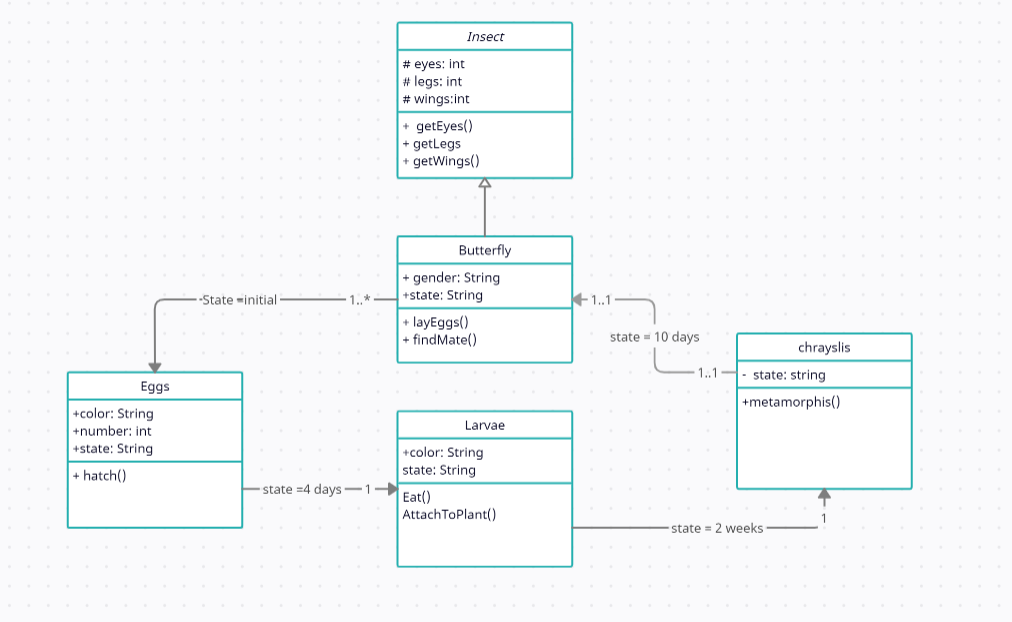 Insect
# eyes: int
# legs: int
# wings:int
+ getEyes()
+ getLegs
+ getWings()
Butterfly
+ gender: String
+state: String
+ layEggs()
+ findMate()
-State =initial
1..*
1..1
state = 10 days
1..1
chrayslis
- state: string
+metamorphis()
Eggs
+color: String
+number: int
+state: String
+ hatch()
state =4 days
1
Larvae
+color: String
state: String
Eat()
AttachToPlant()
state = 2 weeks
1